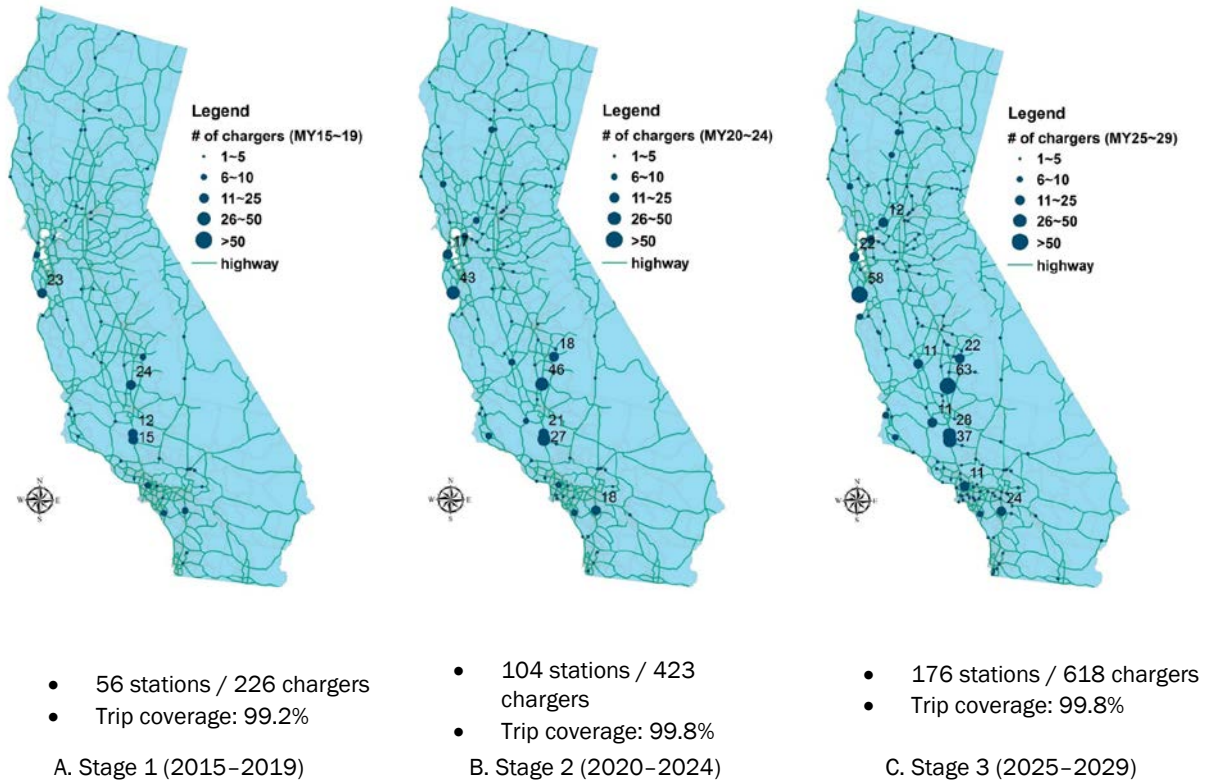 Legend
# of chargers (MY15~19)
1~5
6~10
11~25
26~50
>50
highway
23
24
12
15
N
W E
S
Legend
# of chargers (MY20~24)
1~5
6~10
11~25
26~50
>50
highway
17
43
18
46
21
27
18
N
W E
S
Legend
# of chargers (MY25~29)
1~5
6~10
11~25
26~50
>50
highway
12
22
58
11
22
63
11
28
37
11
24
N
W E
S
• 56 stations / 226 chargers
• Trip coverage: 99.2%
A. Stage 1 (2015–2019)
• 104 stations / 423
chargers
• Trip coverage: 99.8%
B. Stage 2 (2020–2024)
• 176 stations / 618 chargers
• Trip coverage: 99.8%
C. Stage 3 (2025–2029)